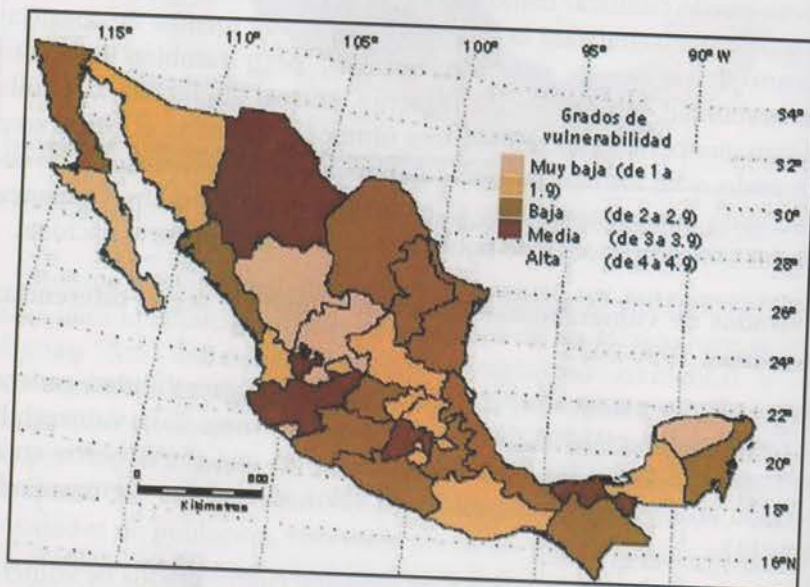 115°
110°
105°
100°
95°
90° W
34°
32°
30°
28°
26°
24°
22°
20°
18°
16°N
Grados de
vulnerabilidad
Muy baja (de 1 a
1.9)
Baja (de 2 a 2.9)
Media (de 3 a 3.9)
Alta (de 4 a 4.9)
0 600
Kilómetros